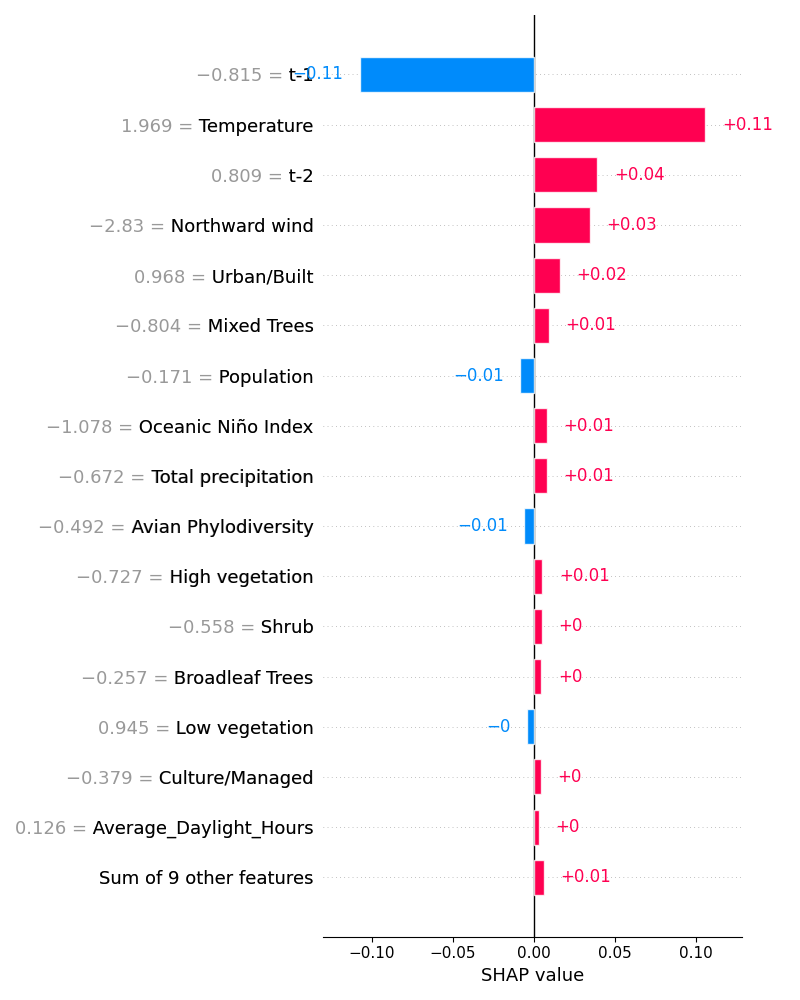 −0.815 = t-1 −0.11
1.969 = Temperature +0.11
0.809 = t-2 +0.04
−2.83 = Northward wind +0.03
0.968 = Urban/Built +0.02
−0.804 = Mixed Trees +0.01
−0.171 = Population −0.01
−1.078 = Oceanic Niño Index +0.01
−0.672 = Total precipitation +0.01
−0.492 = Avian Phylodiversity −0.01
−0.727 = High vegetation +0.01
−0.558 = Shrub +0
−0.257 = Broadleaf Trees +0
0.945 = Low vegetation −0
−0.379 = Culture/Managed +0
0.126 = Average_Daylight_Hours +0
Sum of 9 other features +0.01
−0.10 −0.05 0.00 0.05 0.10
SHAP value